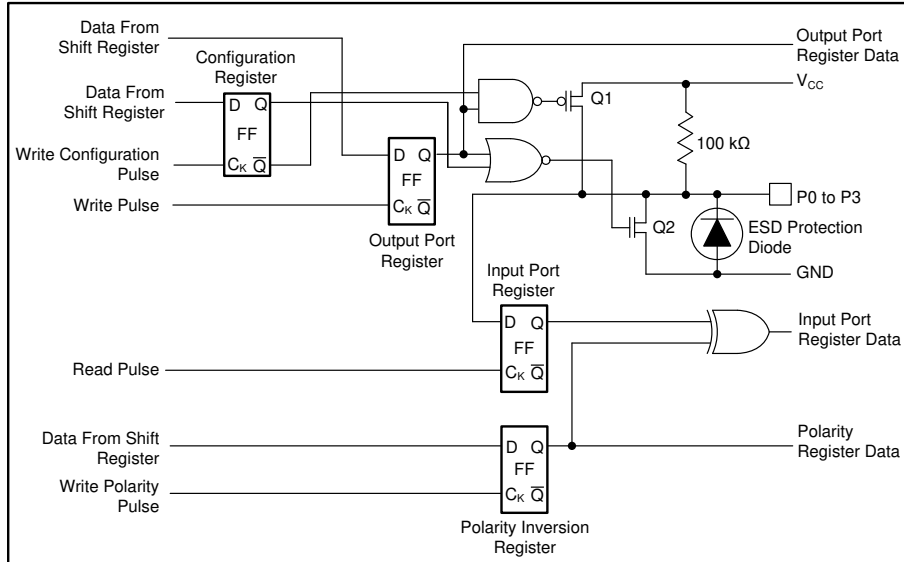 Data From
Shift Register
Configuration
Register
Data From
Shift Register
D Q
FF
CK Q̅
Write Configuration
Pulse
Write Pulse
D Q
FF
CK Q̅
Output Port
Register
Q1
Output Port
Register Data
VCC
100 kΩ
P0 to P3
Q2
ESD Protection
Diode
GND
Input Port
Register
D Q
FF
CK Q̅
Input Port
Register Data
Read Pulse
Data From Shift
Register
Write Polarity
Pulse
D Q
FF
CK Q̅
Polarity
Register Data
Polarity Inversion
Register